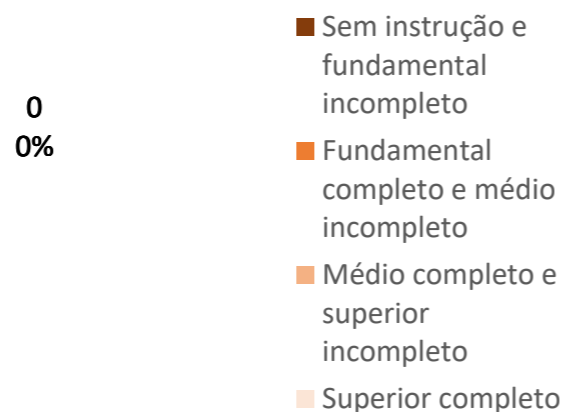 0
0%
Sem instrução e
fundamental
incompleto
Fundamental
completo e médio
incompleto
Médio completo e
superior
incompleto
Superior completo